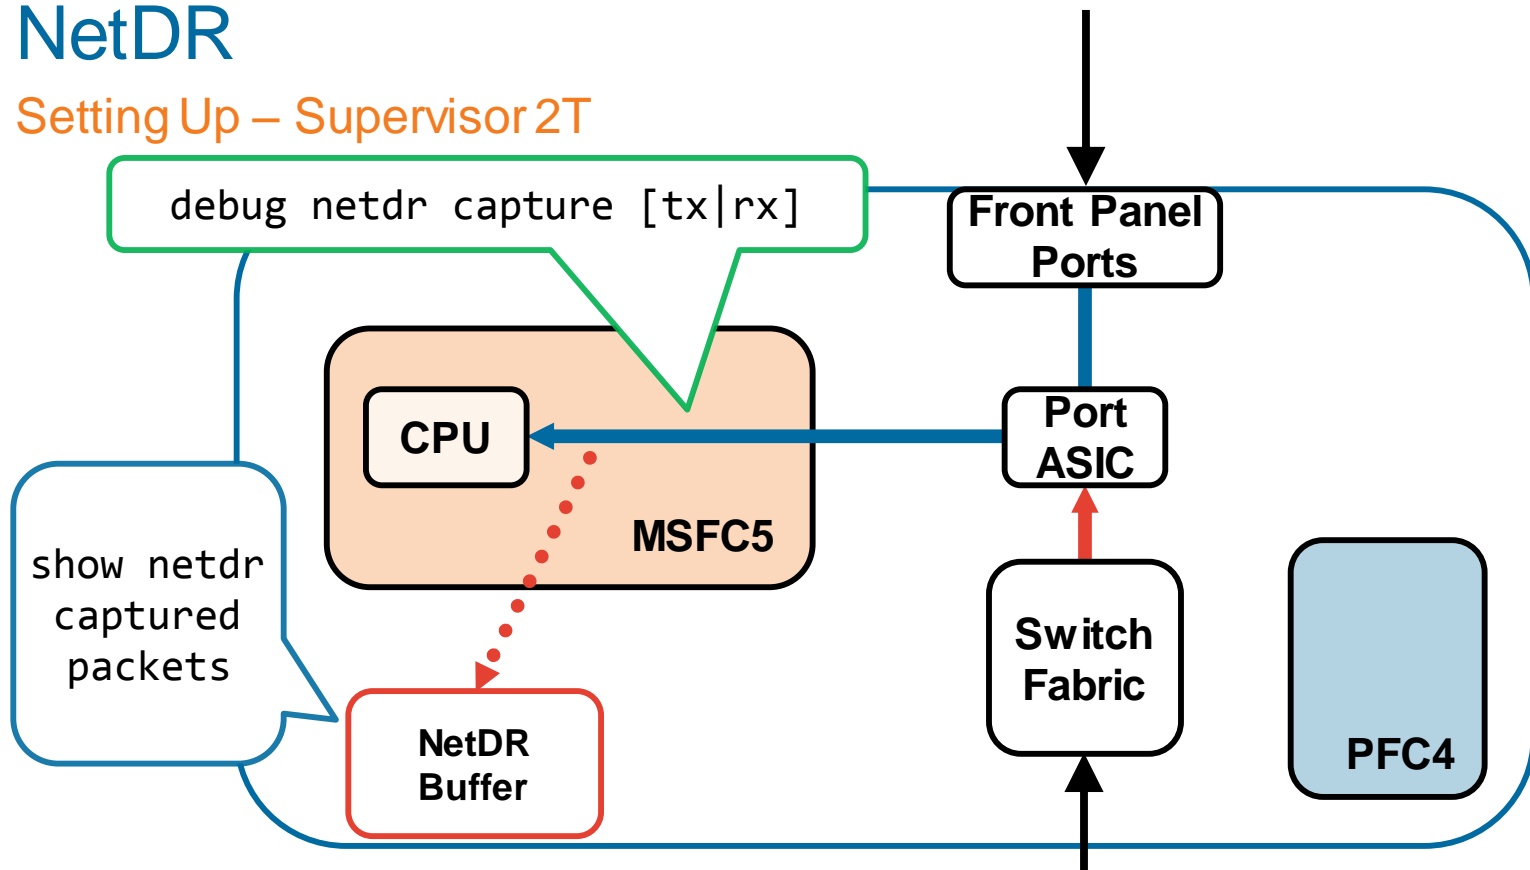 NetDR
Setting Up – Supervisor 2T
debug netdr capture [tx|rx]
Front Panel
Ports
CPU
Port
ASIC
MSFC5
show netdr
captured
packets
Switch
Fabric
NetDR
Buffer
PFC4